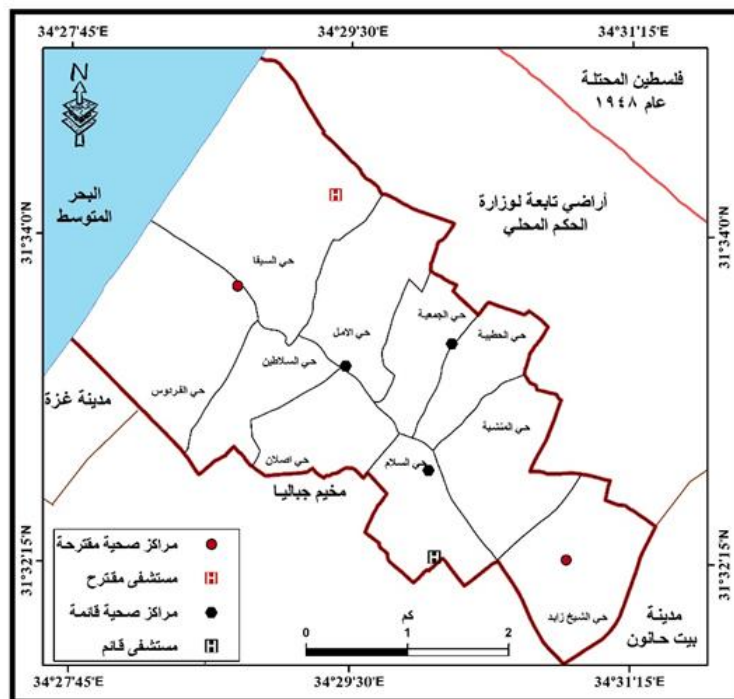 34°27'45"E
34°29'30"E
34°31'15"E
N
فلسطين المحتلة
عام ١٩٤٨
البحر
المتوسط
أراضي تابعة لوزارة
الحكم المحلي
31°34'0"N
31°34'0"N
حي السيفا
حي الجمعية
حي الحطبية
حي الامل
حي السلاطين
حي الفردوس
مدينة غزة
حي المنشية
حي اصلان
حي السلام
مخيم جباليا
31°32'15"N
31°32'15"N
حي الشيخ زايد
مدينة
بيت حانون
مراكز صحية مقترحة
H مستشفى مقترح
مراكز صحية قائمة
H مستشفى قائم
كم
0 1 2
34°27'45"E
34°29'30"E
34°31'15"E